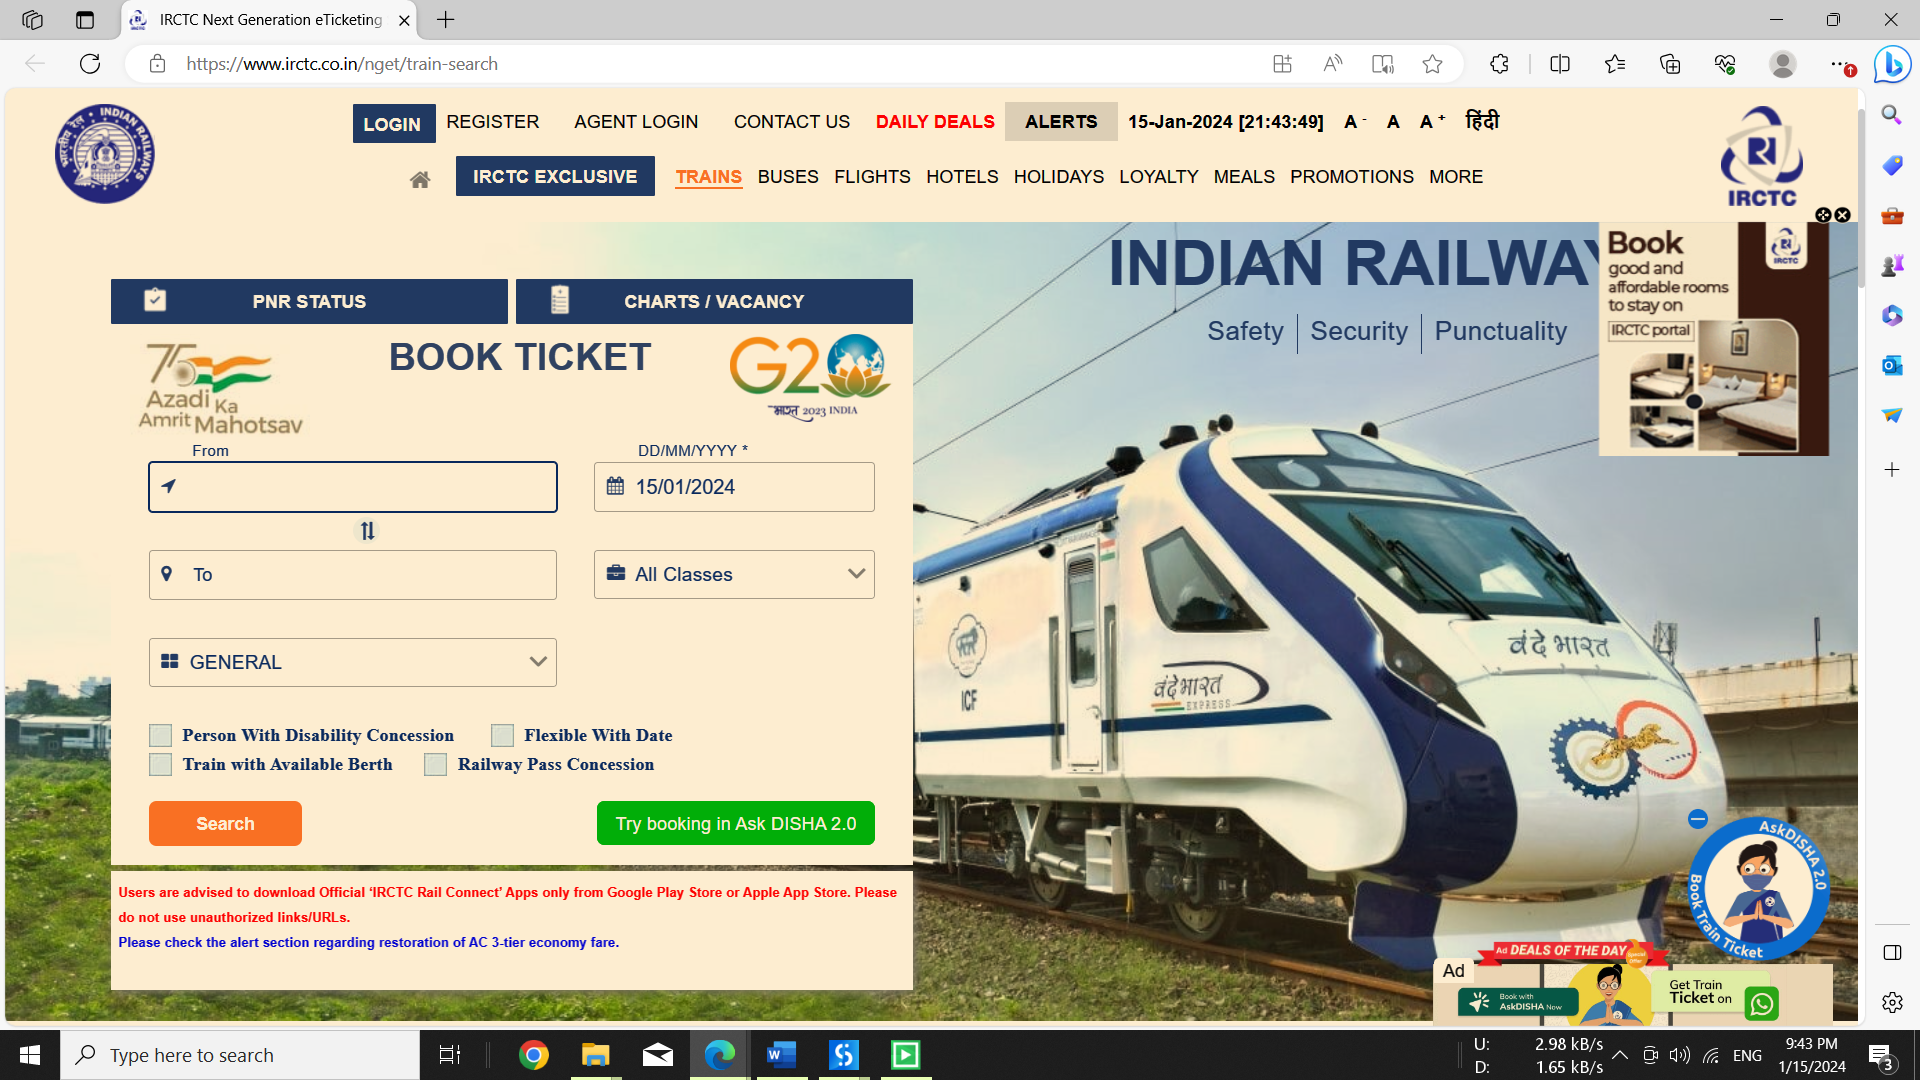 IRCTC Next Generation eTicketing
https://www.irctc.co.in/nget/train-search
LOGIN REGISTER AGENT LOGIN CONTACT US DAILY DEALS ALERTS 15-Jan-2024 [21:43:49] A - A A + हिंदी
IRCTC EXCLUSIVE TRAINS BUSES FLIGHTS HOTELS HOLIDAYS LOYALTY MEALS PROMOTIONS MORE
INDIAN RAILWAYS
भारतीय रेल
IRCTC
PNR STATUS
CHARTS / VACANCY
75 Azadi Ka
Amrit Mahotsav
BOOK TICKET
G20
भारत 2023 INDIA
From
DD/MM/YYYY *
15/01/2024
To
All Classes
GENERAL
Person With Disability Concession
Flexible With Date
Train with Available Berth
Railway Pass Concession
Search
Try booking in Ask DISHA 2.0
Users are advised to download Official ‘IRCTC Rail Connect’ Apps only from Google Play Store or Apple App Store. Please
do not use unauthorized links/URLs.
Please check the alert section regarding restoration of AC 3-tier economy fare.
INDIAN RAILWAY
Safety | Security | Punctuality
Book
good and
affordable rooms
to stay on
IRCTC portal
IRCTC
वंदे भारत
वंदे भारत
EXPRESS
ICF
AskDISHA 2.0
Book Train Ticket
Ad
Ad DEALS OF THE DAY
Special
Offer
Book with
AskDISHA Now
Get Train
Ticket on
Type here to search
U: 2.98 kB/s
D: 1.65 kB/s
ENG
9:43 PM
1/15/2024
3